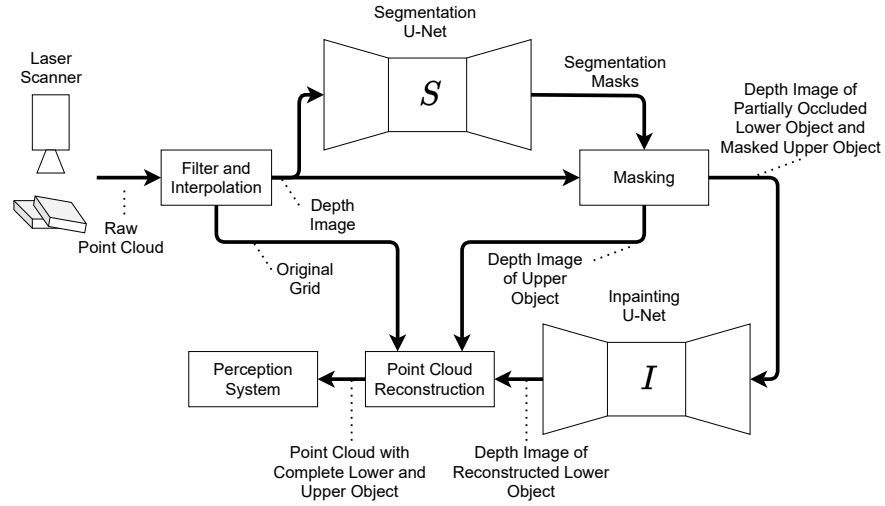 Segmentation
U-Net
S
Laser
Scanner
Segmentation
Masks
Depth Image of
Partially Occluded
Lower Object and
Masked Upper Object
Filter and
Interpolation
Masking
Raw
Point Cloud
Depth
Image
Original
Grid
Depth Image
of Upper
Object
Inpainting
U-Net
I
Perception
System
Point Cloud
Reconstruction
Point Cloud with
Complete Lower and
Upper Object
Depth Image of
Reconstructed Lower
Object